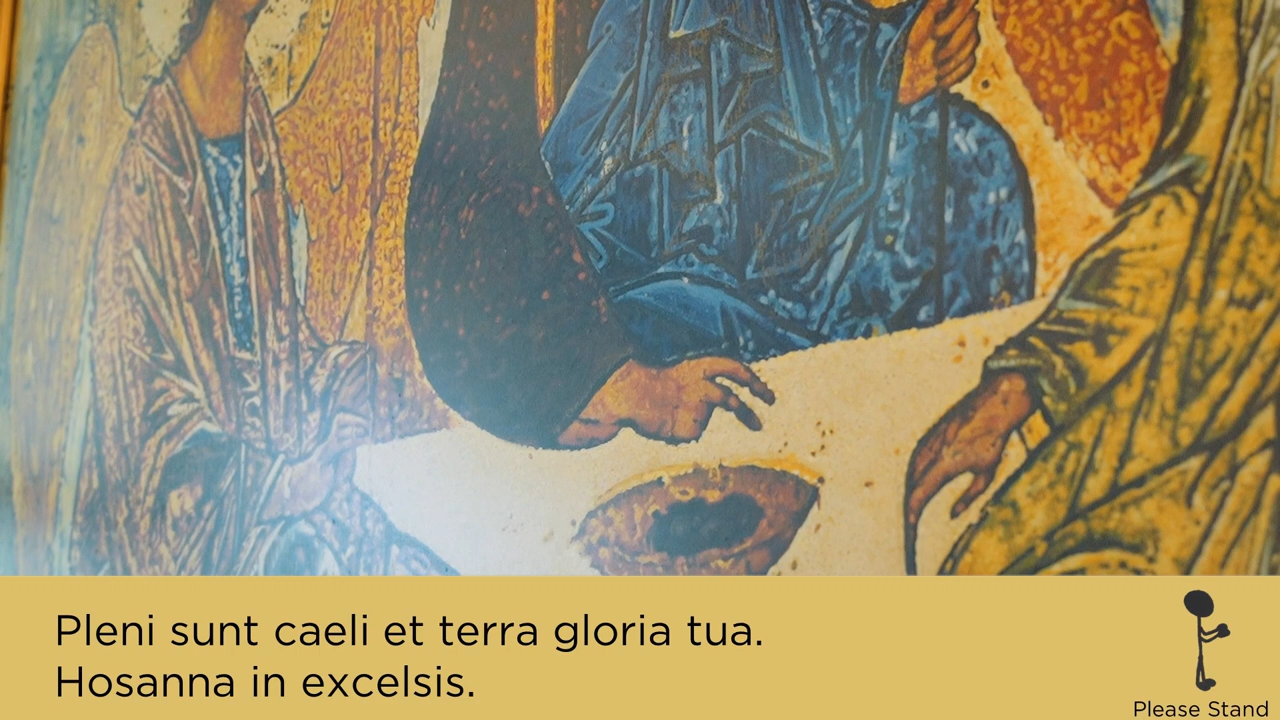 Pleni sunt caeli et terra gloria tua.
Hosanna in excelsis.
Please Stand